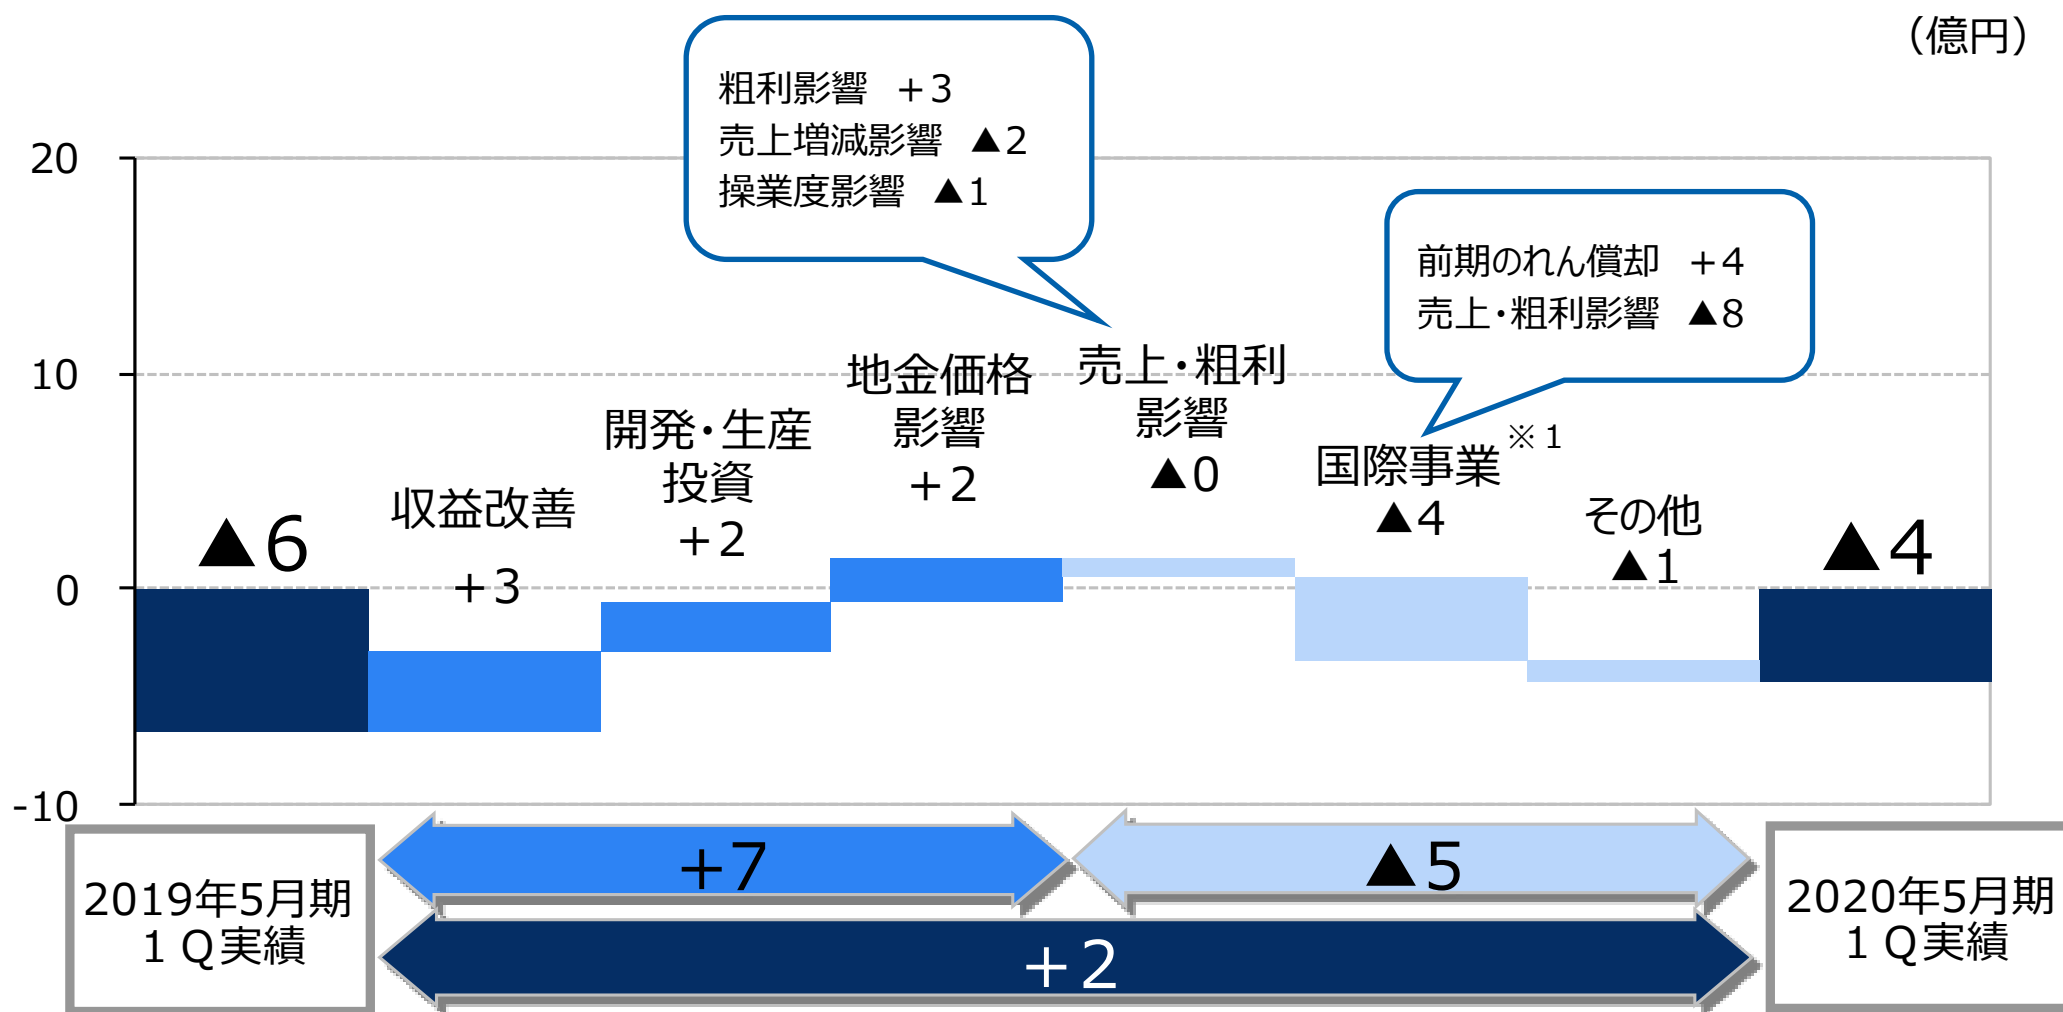 （億円）
粗利影響　＋3
売上増減影響　▲2
操業度影響　▲1
前期のれん償却　＋4
売上・粗利影響　▲8
20
10
0
-10
▲6
収益改善
＋3
開発・生産
投資
＋2
地金価格
影響
＋2
売上・粗利
影響
▲0
国際事業※１
▲4
その他
▲1
▲4
+7
▲5
＋2
2019年5月期
１Ｑ実績
2020年5月期
１Ｑ実績